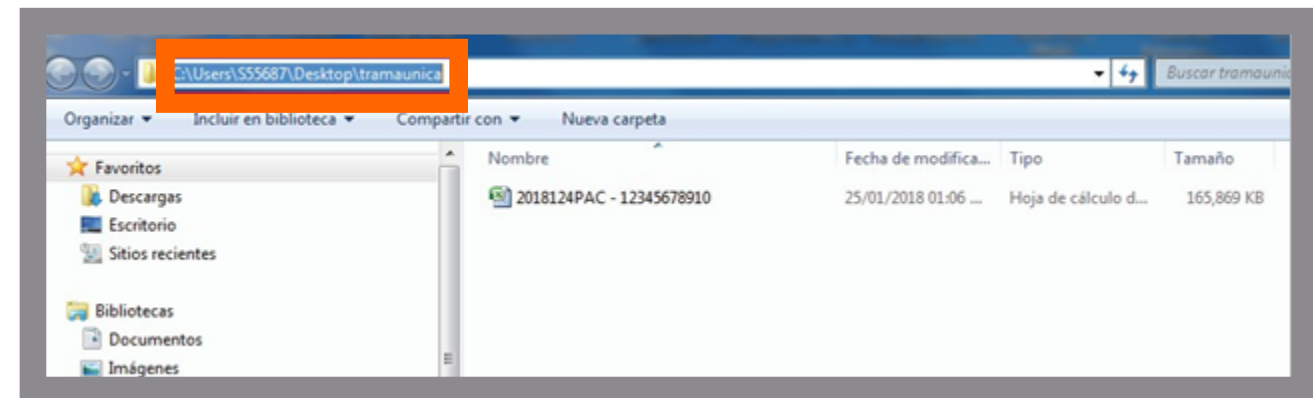 C:\Users\S55687\Desktop\tramaunica
Buscar tramaunic
Organizar Incluir en biblioteca Compartir con Nueva carpeta
Favoritos
Descargas
Escritorio
Sitios recientes
Bibliotecas
Documentos
Imágenes
Nombre Fecha de modifica... Tipo Tamaño
2018124PAC - 12345678910 25/01/2018 01:06 ... Hoja de cálculo d... 165,869 KB